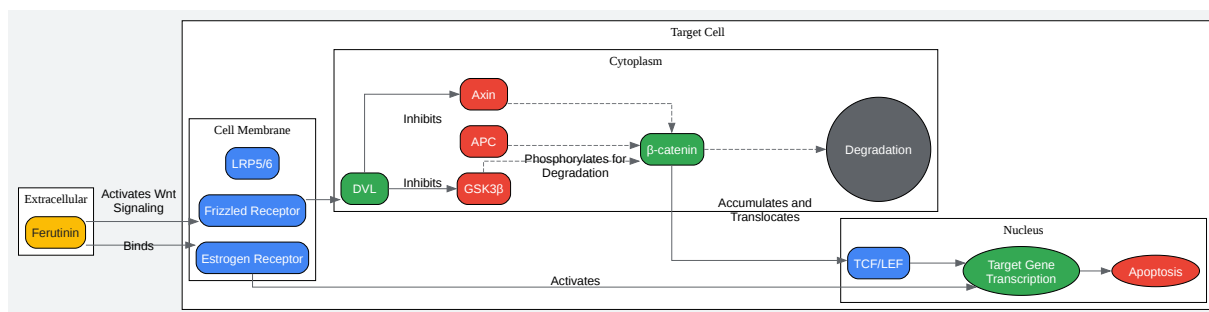 Target Cell
Cytoplasm
Axin
Inhibits
Cell Membrane
APC
β-catenin
Degradation
LRP5/6
Phosphorylates for
Degradation
Extracellular
Activates Wnt
Signaling
DVL
Inhibits
GSK3β
Frizzled Receptor
Accumulates and
Translocates
Ferutinin
Binds
Estrogen Receptor
Nucleus
TCF/LEF
Target Gene
Transcription
Apoptosis
Activates